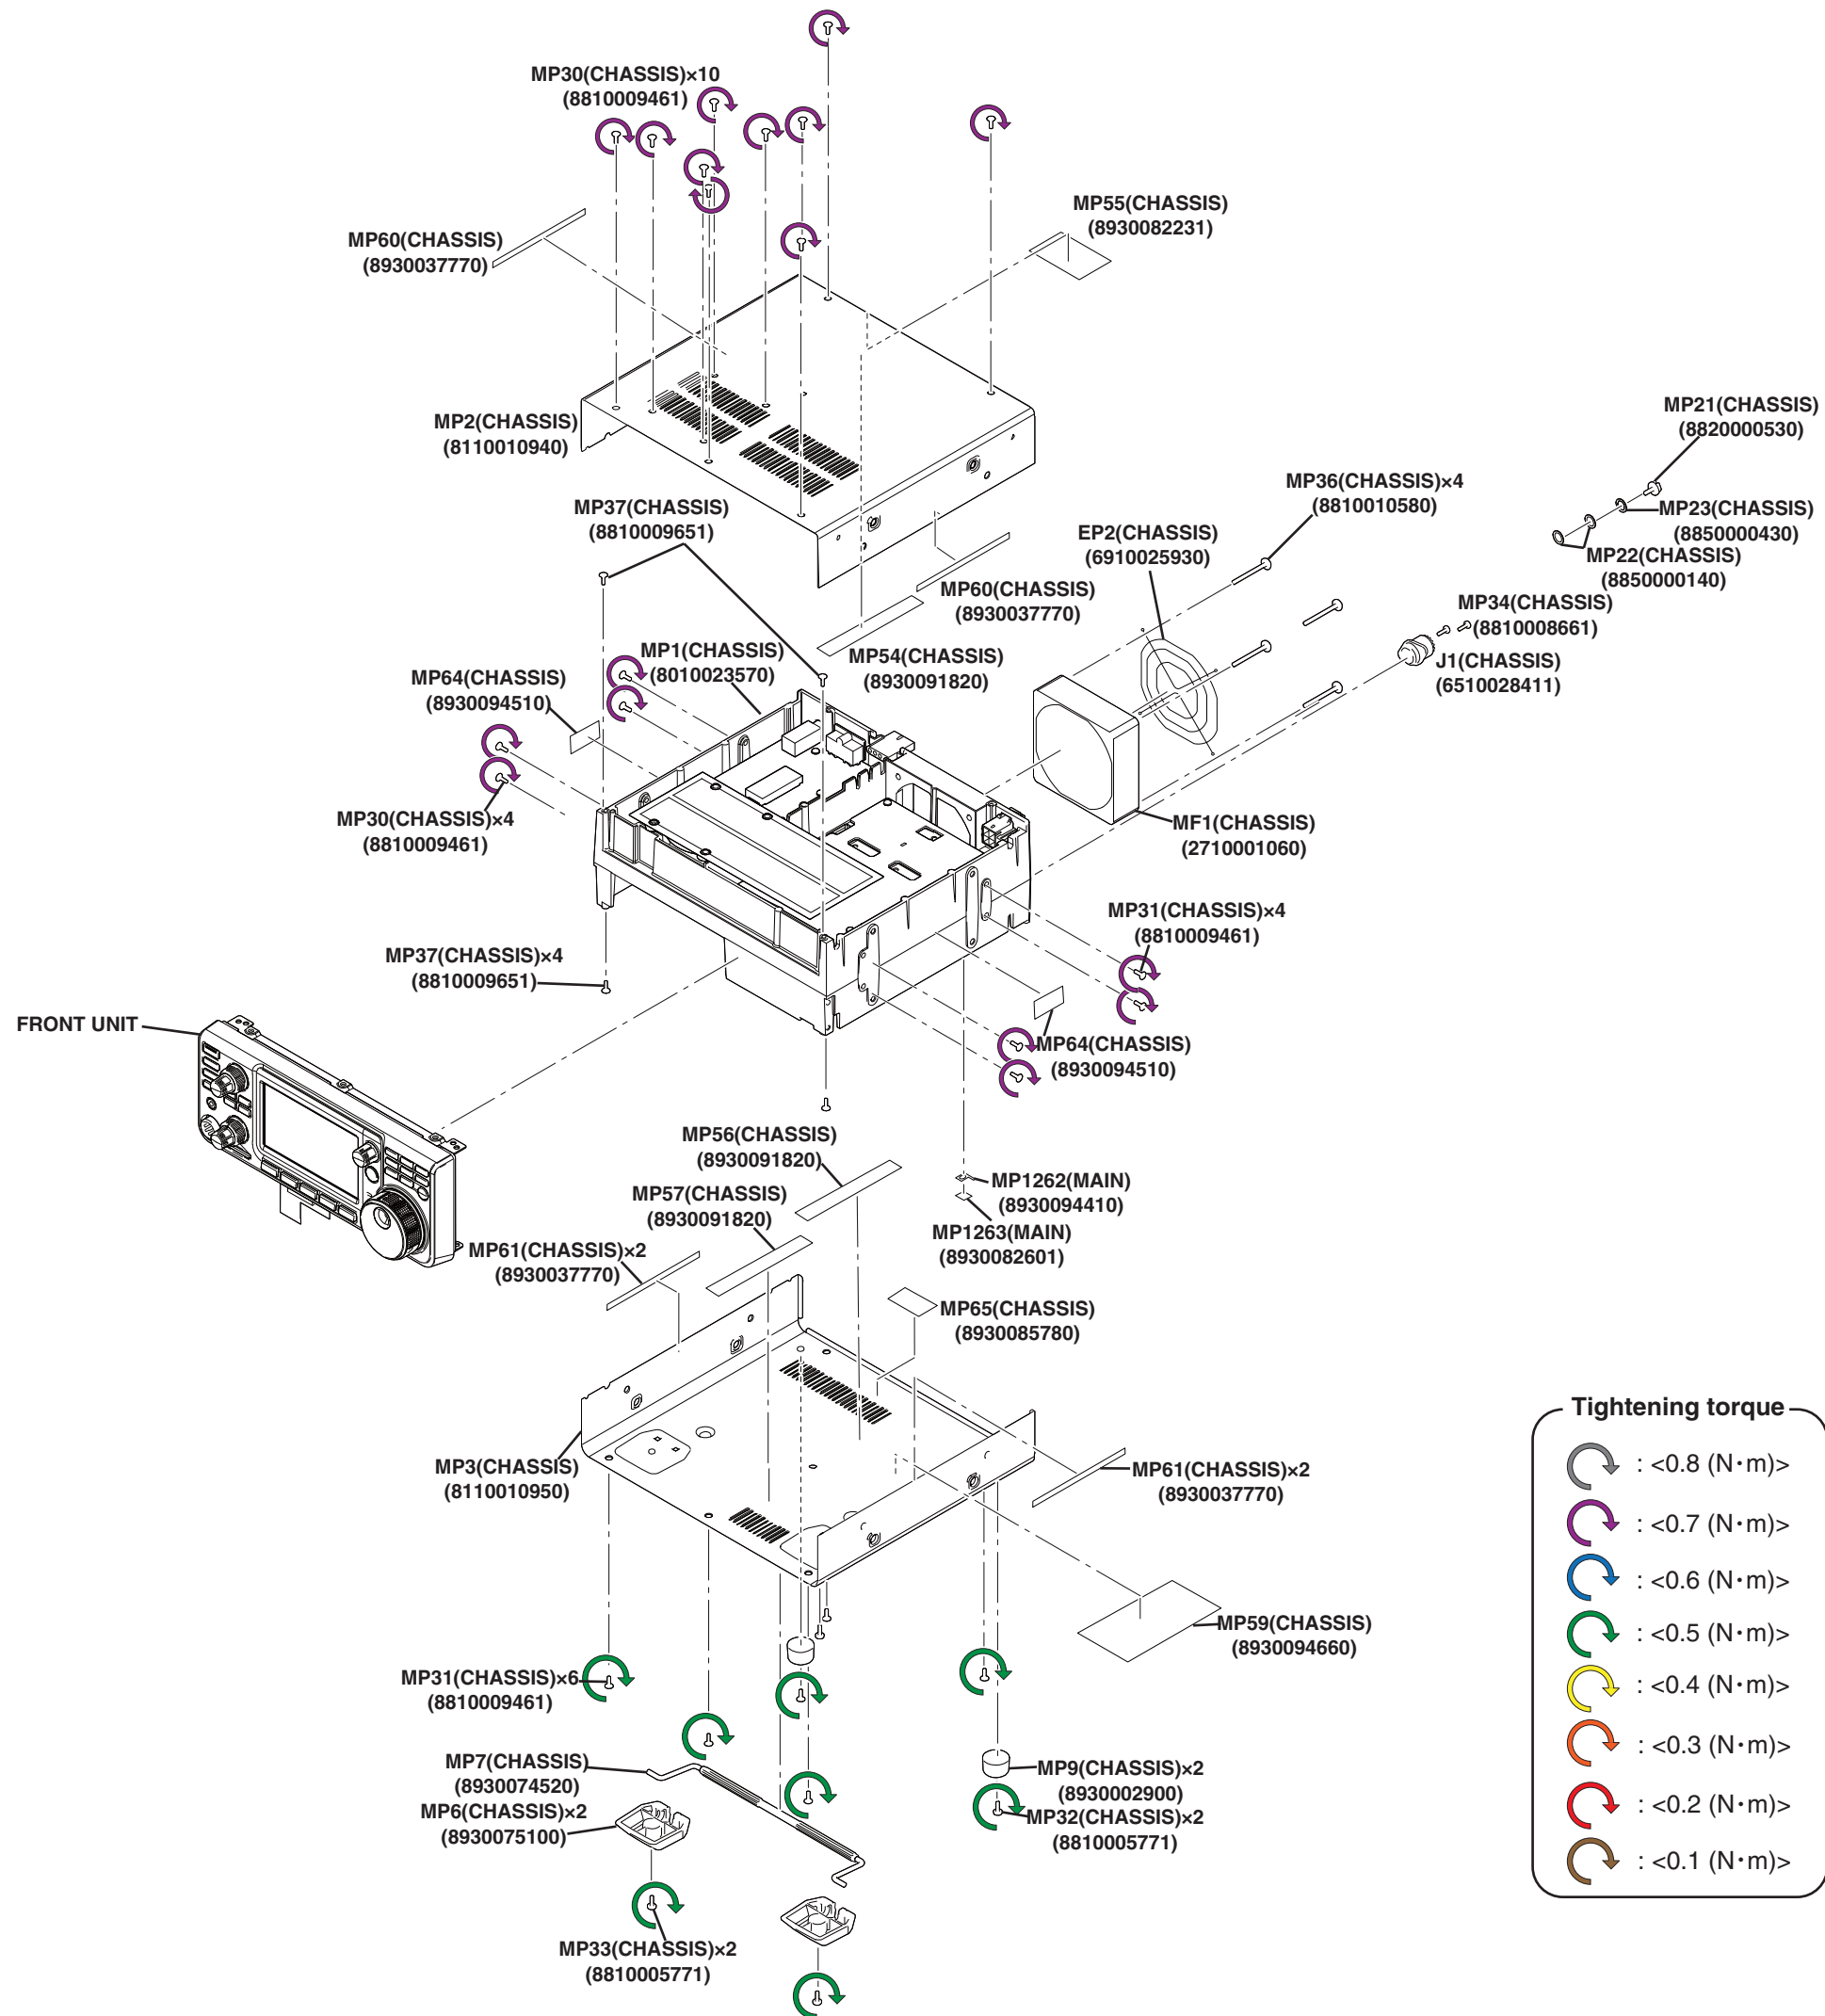 MP30(CHASSIS)×10
(8810009461)
MP60(CHASSIS)
(8930037770)
MP55(CHASSIS)
(8930082231)
MP2(CHASSIS)
(8110010940)
MP21(CHASSIS)
(8820000530)
MP36(CHASSIS)×4
(8810010580)
MP23(CHASSIS)
(8850000430)
MP37(CHASSIS)
(8810009651)
EP2(CHASSIS)
(6910025930)
MP22(CHASSIS)
(8850000140)
MP60(CHASSIS)
(8930037770)
MP34(CHASSIS)
(8810008661)
MP1(CHASSIS)
(8010023570)
MP54(CHASSIS)
(8930091820)
J1(CHASSIS)
(6510028411)
MP64(CHASSIS)
(8930094510)
MP30(CHASSIS)×4
(8810009461)
MF1(CHASSIS)
(2710001060)
MP31(CHASSIS)×4
(8810009461)
MP37(CHASSIS)×4
(8810009651)
FRONT UNIT
MP64(CHASSIS)
(8930094510)
MP56(CHASSIS)
(8930091820)
MP57(CHASSIS)
(8930091820)
MP1262(MAIN)
(8930094410)
MP1263(MAIN)
(8930082601)
MP61(CHASSIS)×2
(8930037770)
MP65(CHASSIS)
(8930085780)
MP3(CHASSIS)
(8110010950)
MP61(CHASSIS)×2
(8930037770)
MP59(CHASSIS)
(8930094660)
MP31(CHASSIS)×6
(8810009461)
MP7(CHASSIS)
(8930074520)
MP9(CHASSIS)×2
(8930002900)
MP6(CHASSIS)×2
(8930075100)
MP32(CHASSIS)×2
(8810005771)
MP33(CHASSIS)×2
(8810005771)
Tightening torque
: <0.8 (N·m)>
: <0.7 (N·m)>
: <0.6 (N·m)>
: <0.5 (N·m)>
: <0.4 (N·m)>
: <0.3 (N·m)>
: <0.2 (N·m)>
: <0.1 (N·m)>